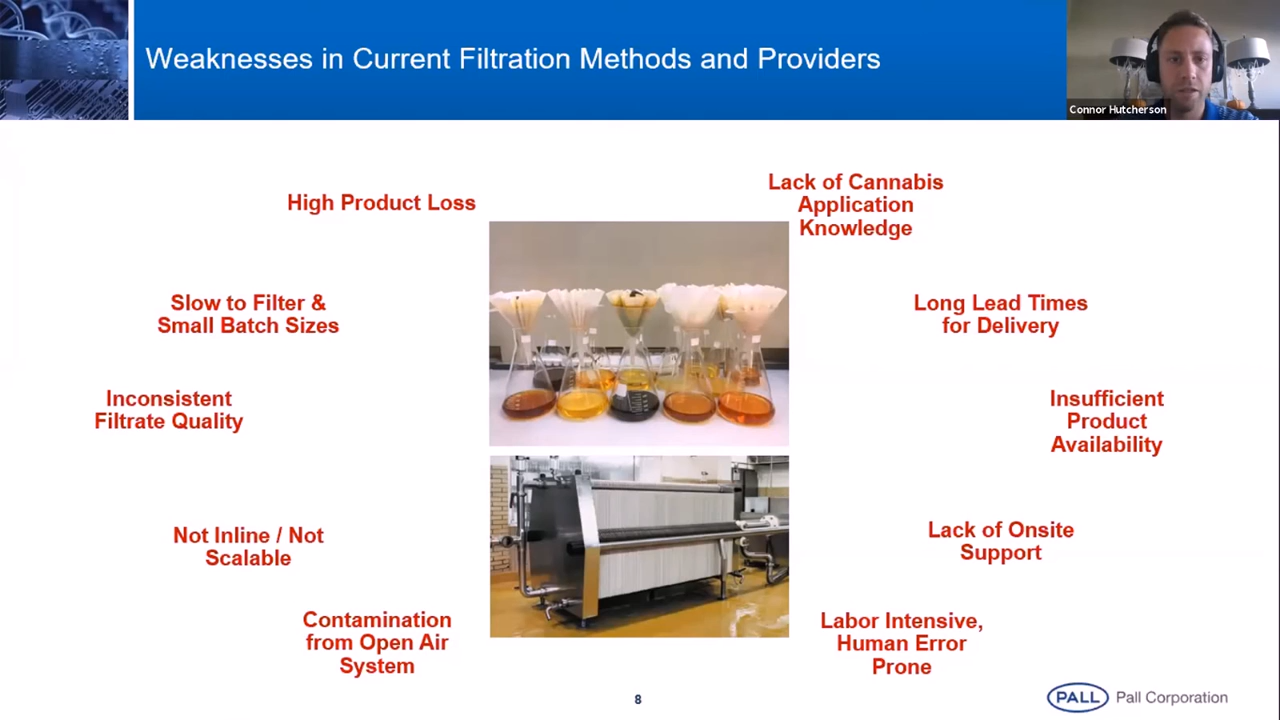 Weaknesses in Current Filtration Methods and Providers
Connor Hutcherson
High Product Loss
Lack of Cannabis
Application
Knowledge
Slow to Filter &
Small Batch Sizes
Long Lead Times
for Delivery
Inconsistent
Filtrate Quality
Insufficient
Product
Availability
Not Inline / Not
Scalable
Lack of Onsite
Support
Contamination
from Open Air
System
Labor Intensive,
Human Error
Prone
8
PALL Pall Corporation